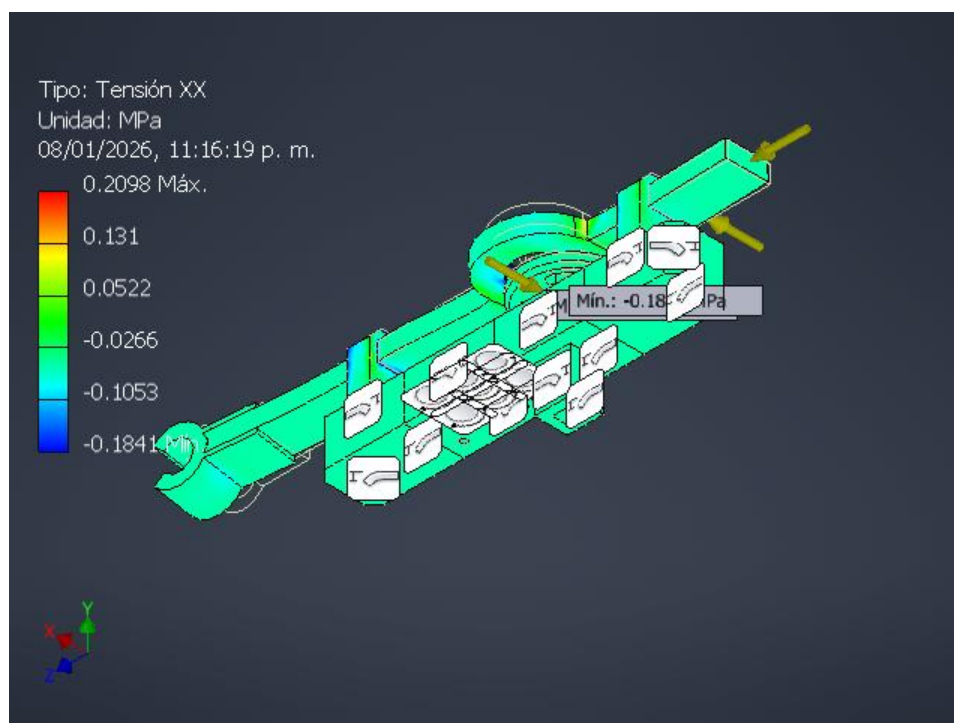 Tipo: Tensión XX
Unidad: MPa
08/01/2026, 11:16:19 p. m.
0.2098 Máx.
0.131
0.0522
-0.0266
-0.1053
-0.1841 Mín
Mín.: -0.18
Y
X
Z